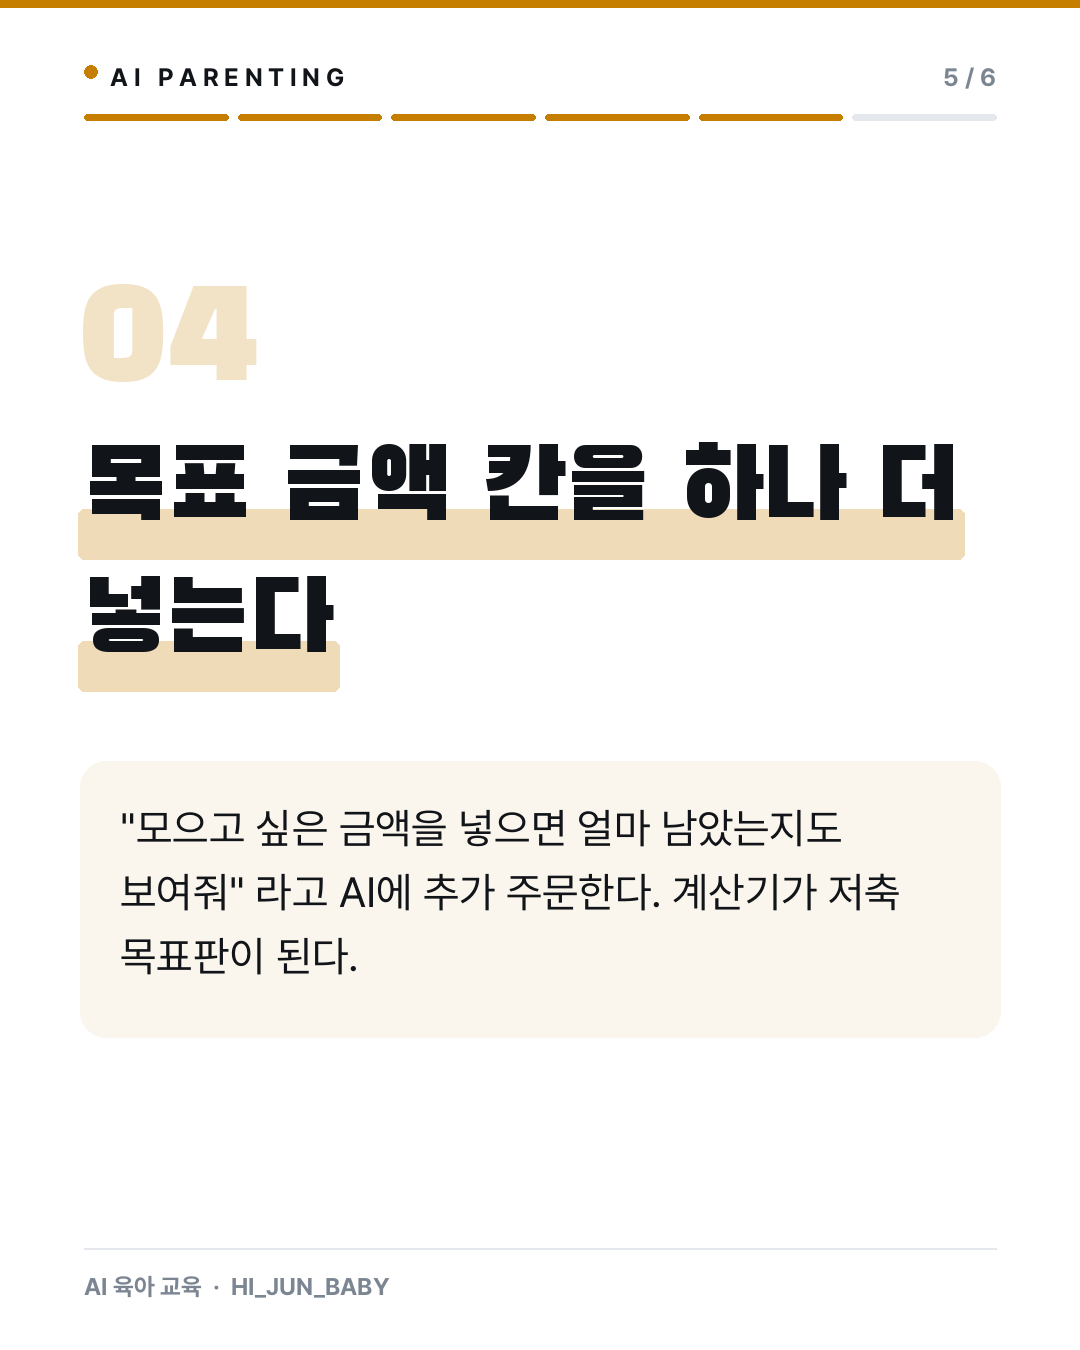 AI PARENTING
5 / 6
04
목표 금액 칸을 하나 더
넣는다
"모으고 싶은 금액을 넣으면 얼마 남았는지도
보여줘" 라고 AI에 추가 주문한다. 계산기가 저축
목표판이 된다.
AI 육아 교육 · HI_JUN_BABY